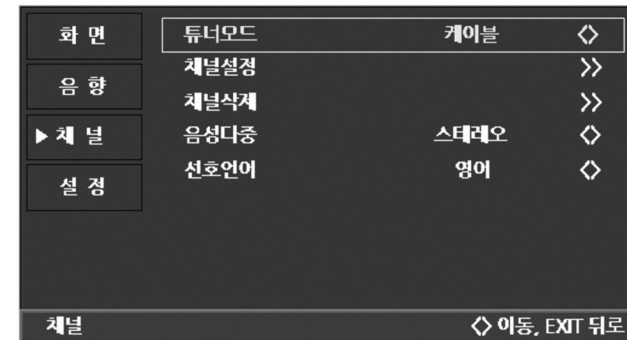 화 면
음 향
▶ 채 널
설 정
튜너모드 케이블 <>
채널설정 >>
채널삭제 >>
음성다중 스테레오 <>
선호언어 영어 <>
채널 <> 이동, EXIT 뒤로